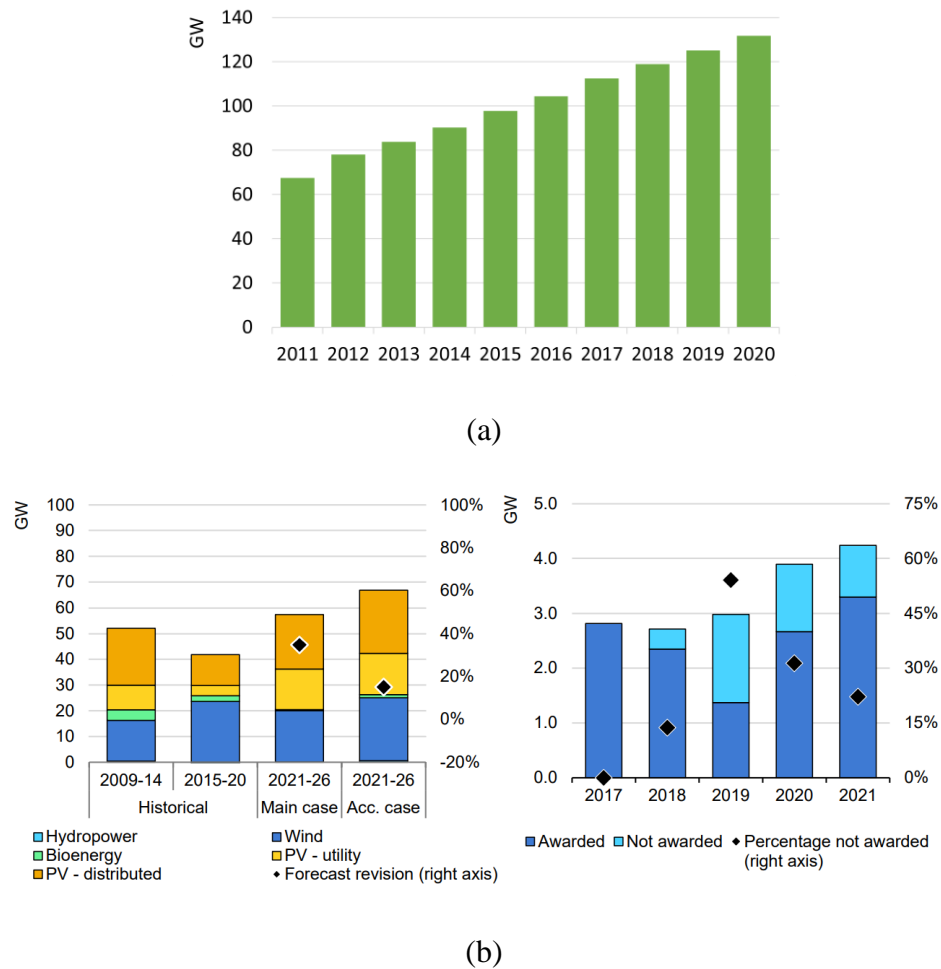 GW
140
120
100
80
60
40
20
0
2011 2012 2013 2014 2015 2016 2017 2018 2019 2020
(a)
GW
100
90
80
70
60
50
40
30
20
10
0
100%
80%
60%
40%
20%
0%
-20%
2009-14 2015-20 2021-26 2021-26
Historical Main case Acc. case
Hydropower Wind
Bioenergy PV - utility
PV - distributed Forecast revision (right axis)
GW
5.0
4.0
3.0
2.0
1.0
0.0
75%
60%
45%
30%
15%
0%
2017 2018 2019 2020 2021
Awarded Not awarded Percentage not awarded
(right axis)
(b)